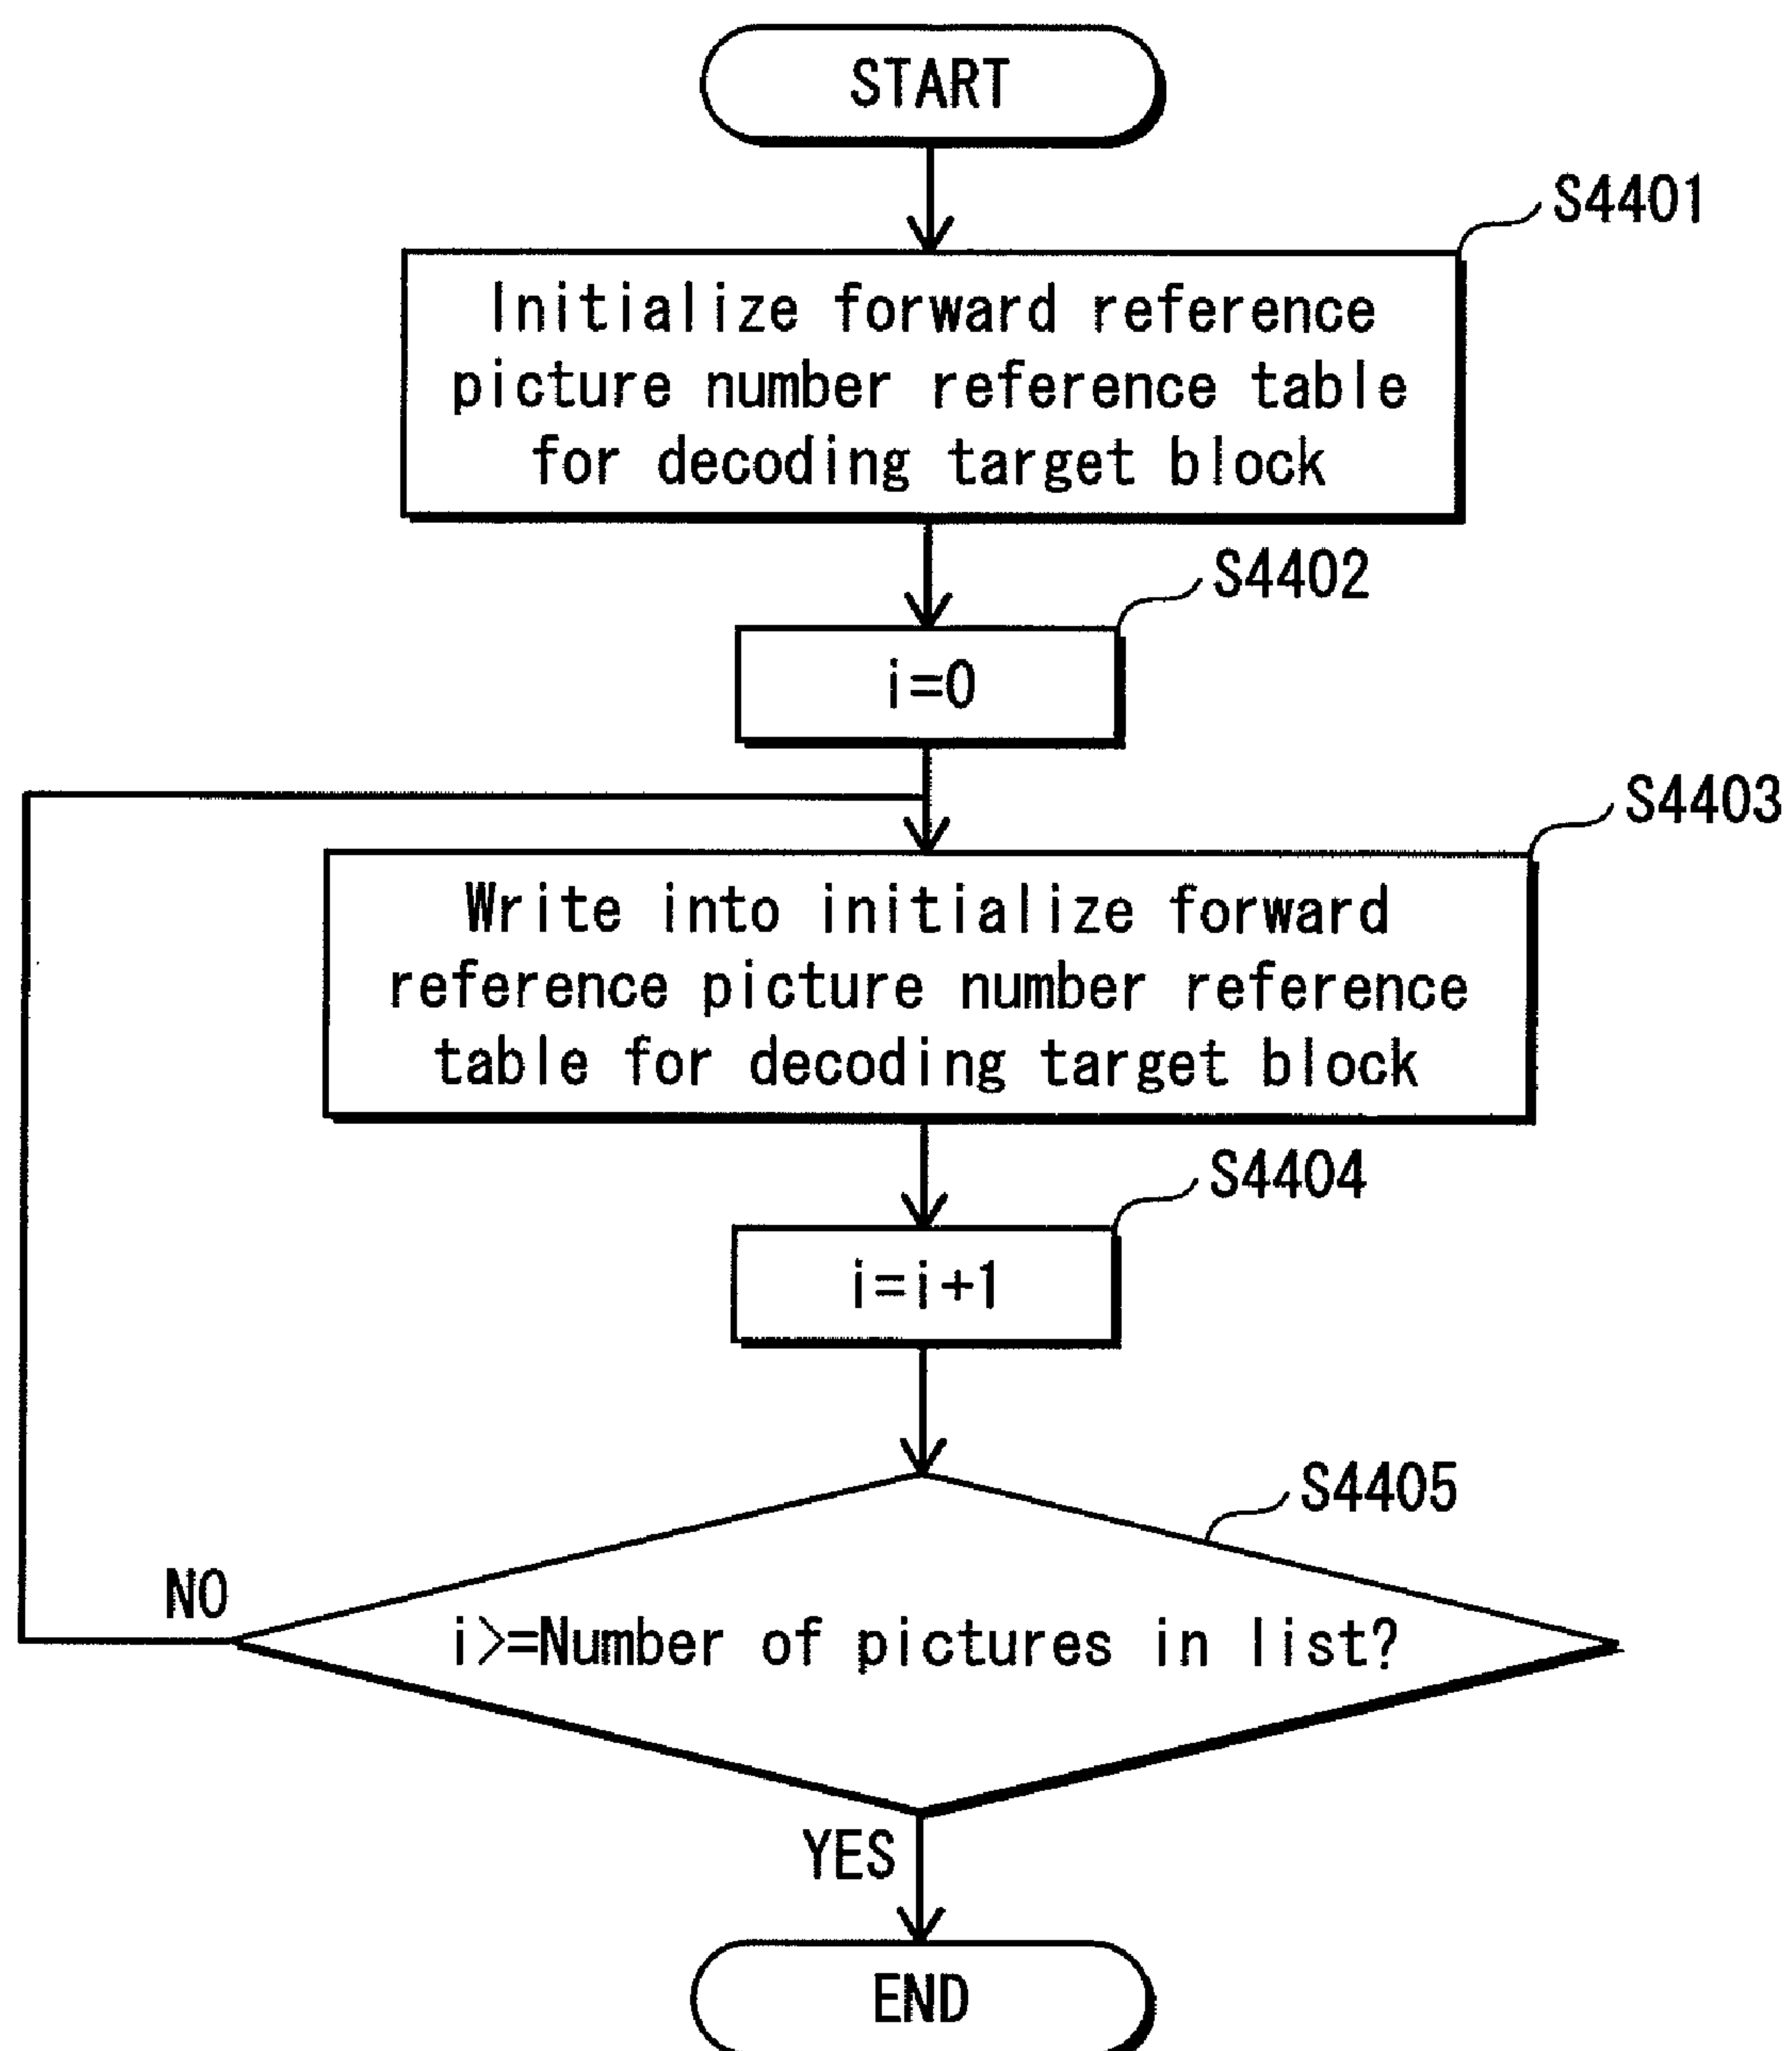 START
S4401
Initialize forward reference
picture number reference table
for decoding target block
S4402
i=0
S4403
Write into initialize forward
reference picture number reference
table for decoding target block
S4404
i=i+1
S4405
NO
i>=Number of pictures in list?
YES
END